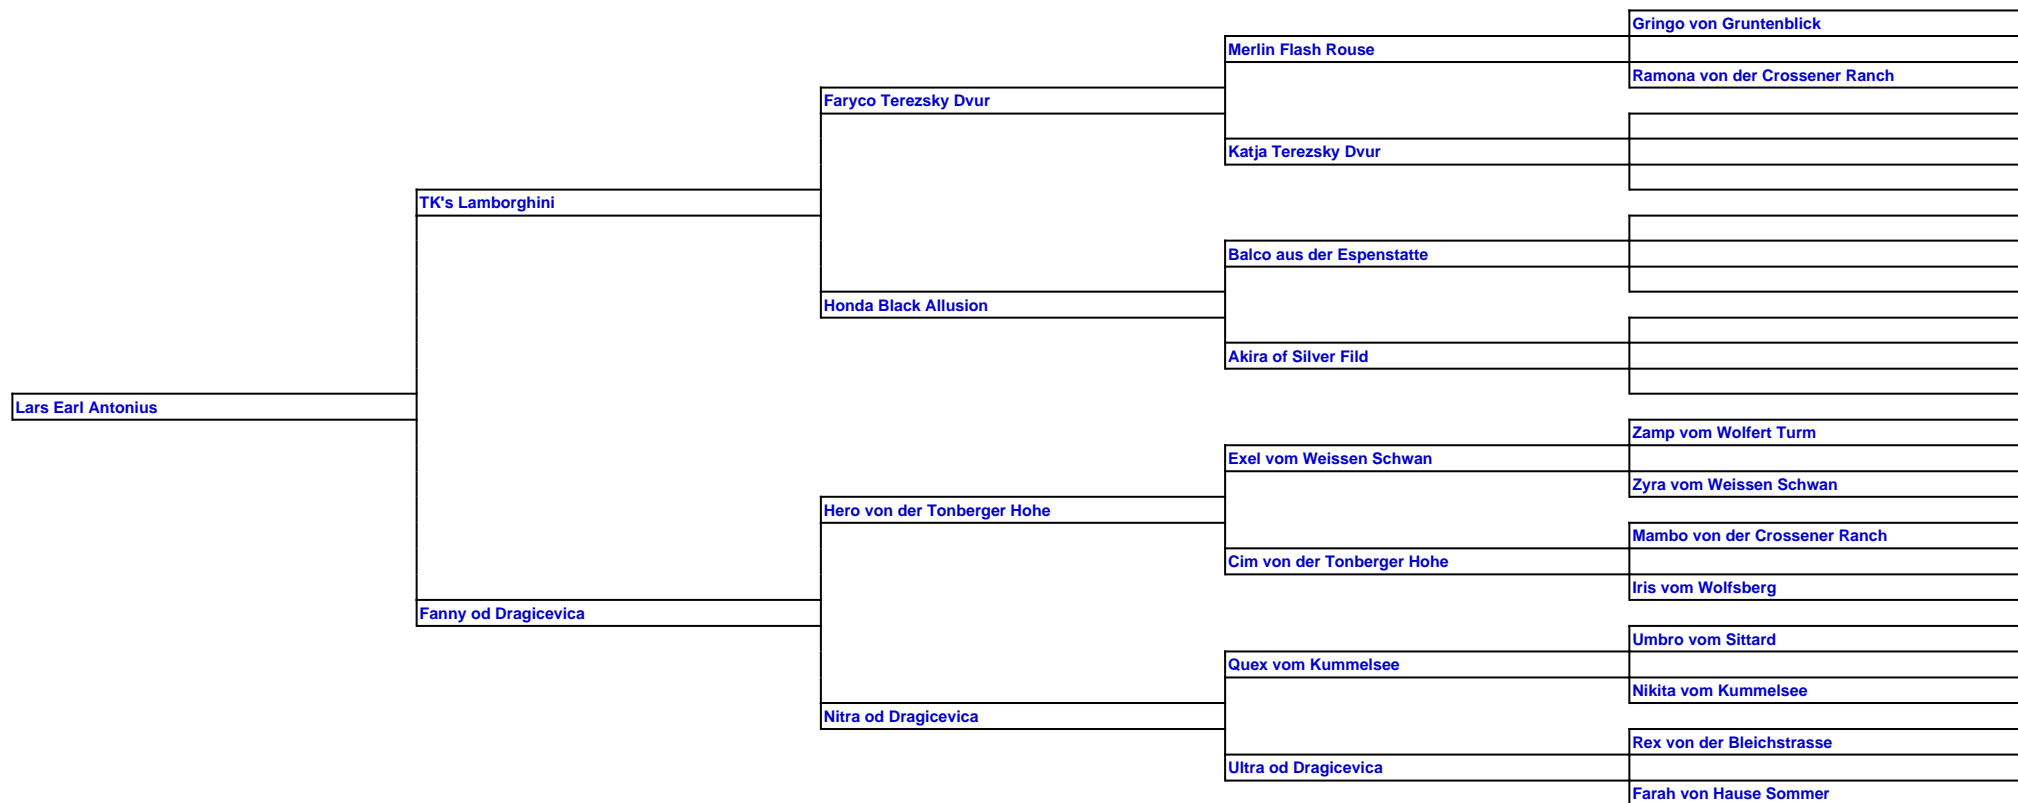 Gringo von Gruntenblick
Merlin Flash Rouse
Ramona von der Crossener Ranch
Faryco Terezsky Dvur
Katja Terezsky Dvur
TK's Lamborghini
Balco aus der Espenstatte
Honda Black Allusion
Akira of Silver Fild
Lars Earl Antonius
Zamp vom Wolfert Turm
Exel vom Weissen Schwan
Zyra vom Weissen Schwan
Hero von der Tonberger Hohe
Mambo von der Crossener Ranch
Cim von der Tonberger Hohe
Iris vom Wolfsberg
Fanny od Dragicevica
Umbro vom Sittard
Quex vom Kummelsee
Nikita vom Kummelsee
Nitra od Dragicevica
Rex von der Bleichstrasse
Ultra od Dragicevica
Farah von Hause Sommer